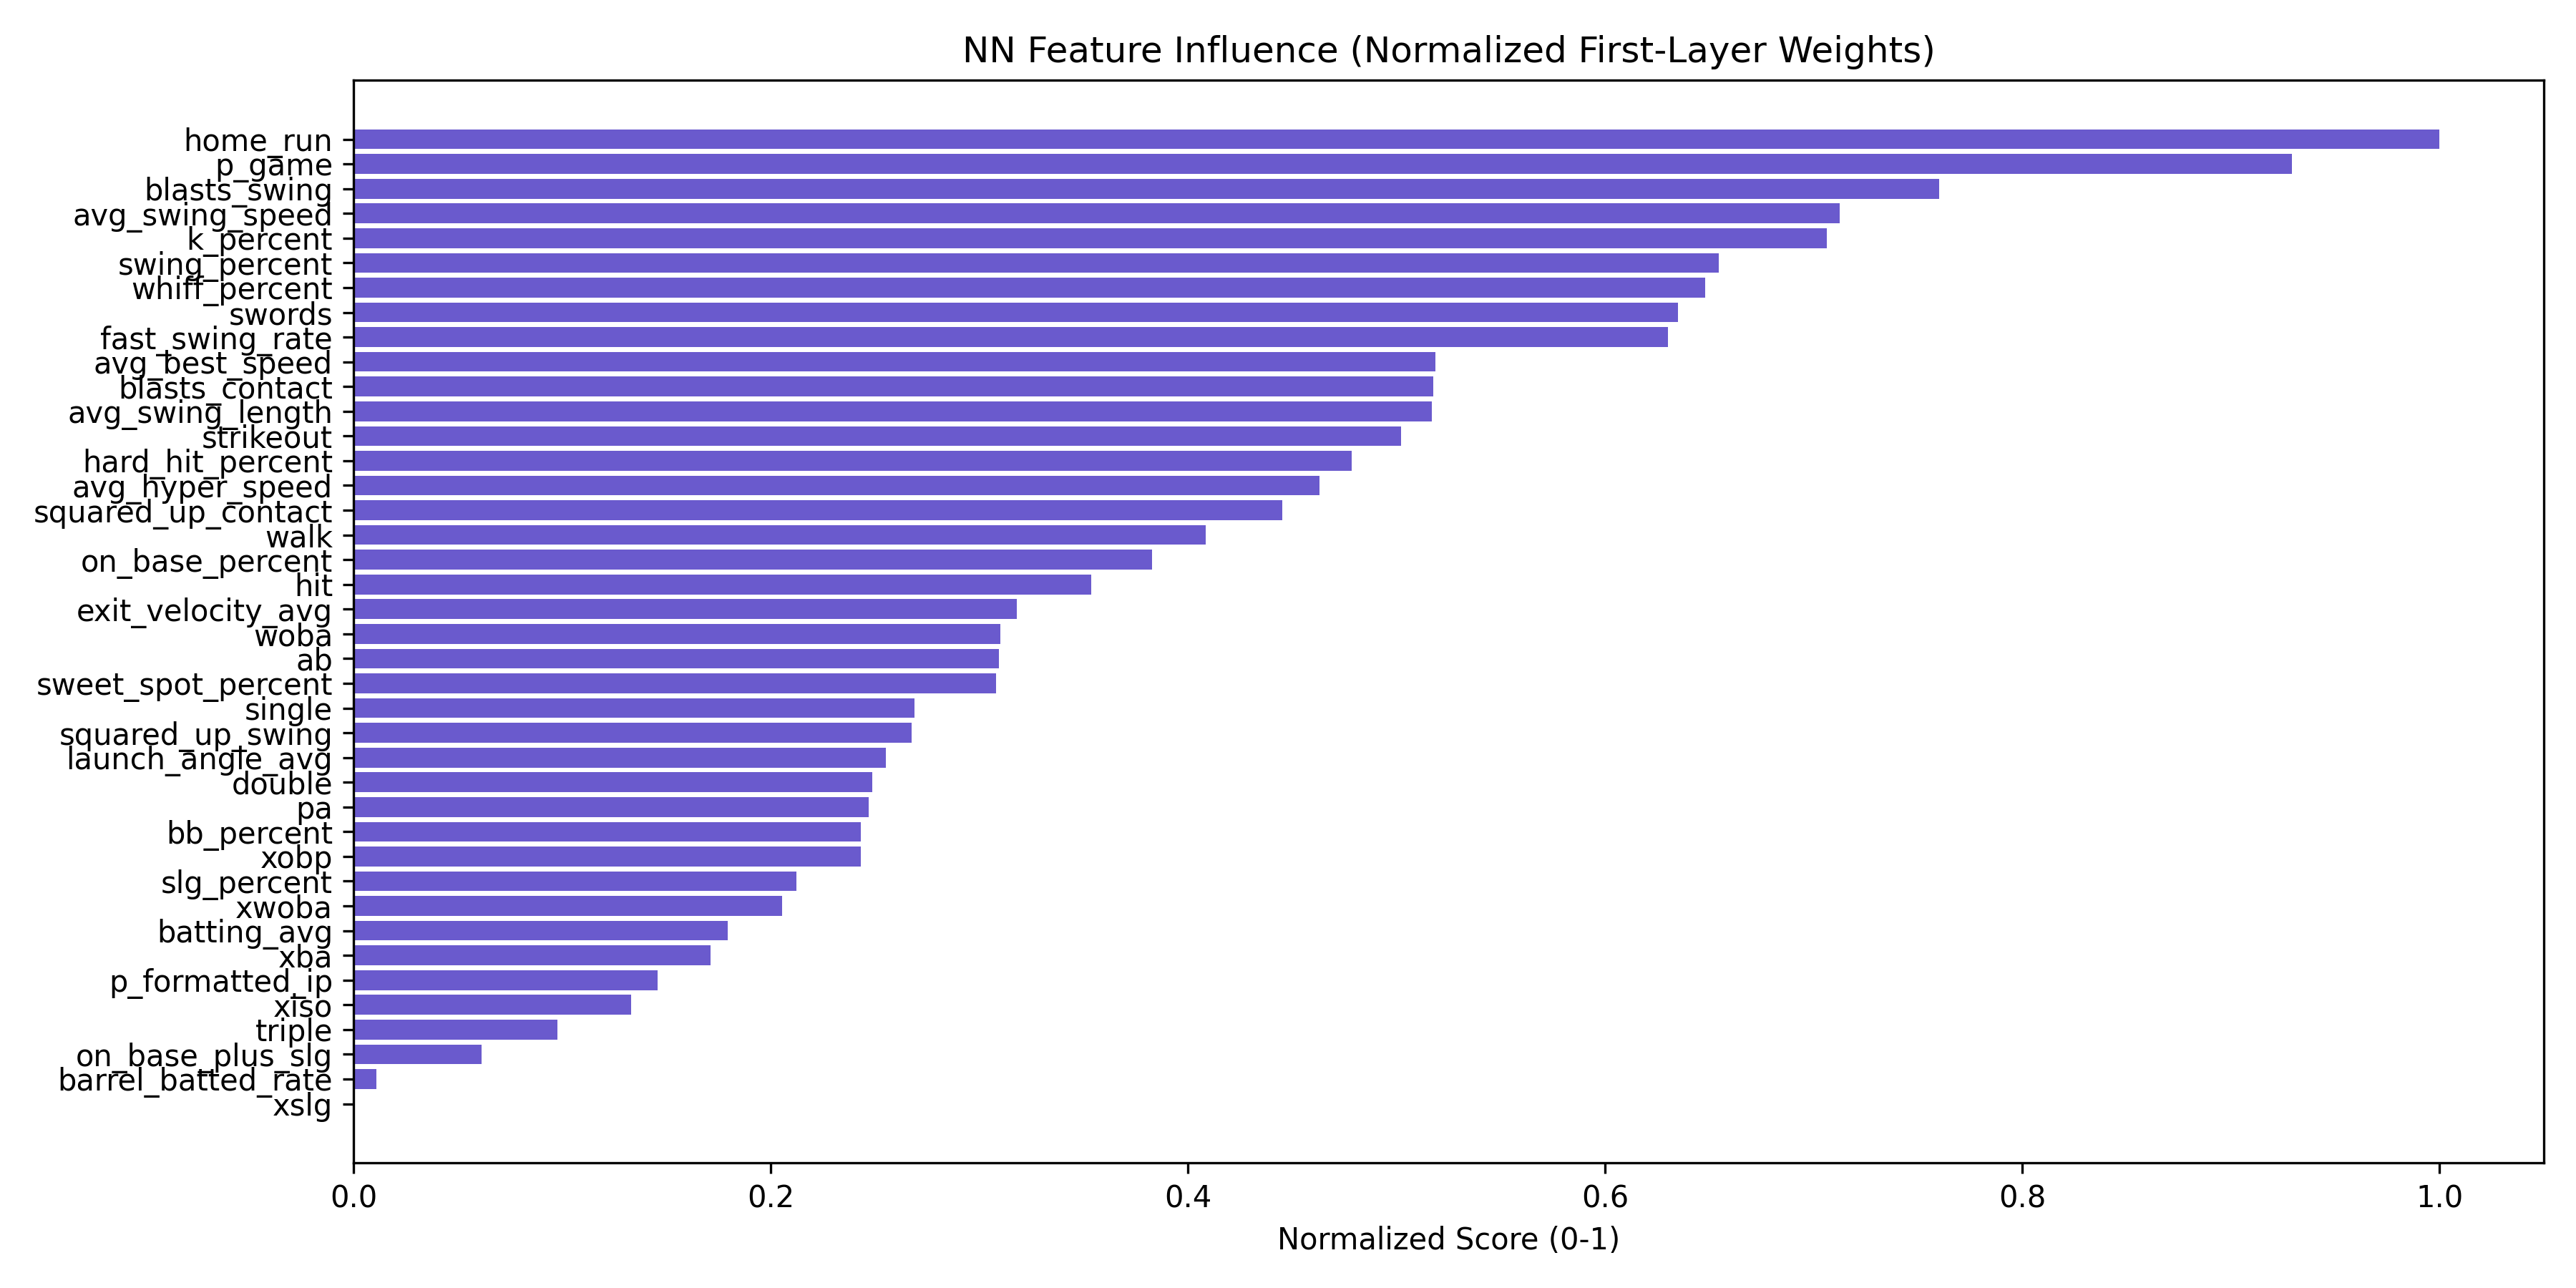 NN Feature Influence (Normalized First-Layer Weights)
home_run
p_game
blasts_swing
avg_swing_speed
k_percent
swing_percent
whiff_percent
swords
fast_swing_rate
avg_best_speed
blasts_contact
avg_swing_length
strikeout
hard_hit_percent
avg_hyper_speed
squared_up_contact
walk
on_base_percent
hit
exit_velocity_avg
woba
ab
sweet_spot_percent
single
squared_up_swing
launch_angle_avg
double
pa
bb_percent
xobp
slg_percent
xwoba
batting_avg
xba
p_formatted_ip
xiso
triple
on_base_plus_slg
barrel_batted_rate
xslg
0.0 0.2 0.4 0.6 0.8 1.0
Normalized Score (0-1)